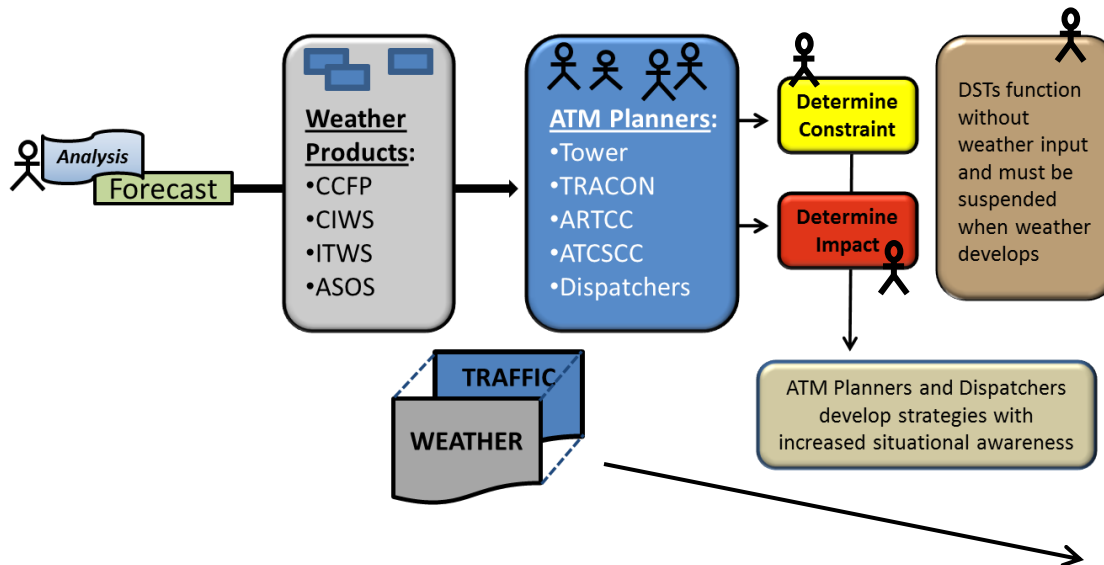 Analysis
Forecast
Weather
Products:
•CCFP
•CIWS
•ITWS
•ASOS
ATM Planners:
•Tower
•TRACON
•ARTCC
•ATCSCC
•Dispatchers
Determine
Constraint
Determine
Impact
DSTs function
without
weather input
and must be
suspended
when weather
develops
TRAFFIC
WEATHER
ATM Planners and Dispatchers
develop strategies with
increased situational awareness